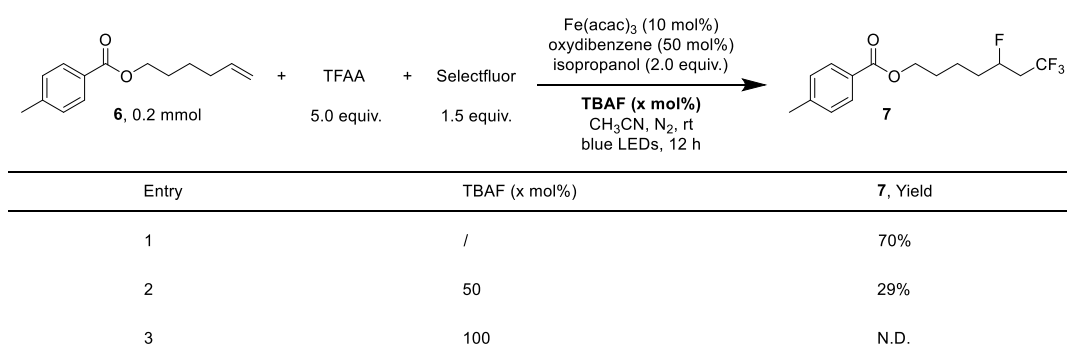 Fe(acac)3 (10 mol%)
oxydibenzene (50 mol%)
isopropanol (2.0 equiv.)
O
O
6, 0.2 mmol
+
TFAA
5.0 equiv.
+
Selectfluor
1.5 equiv.
TBAF (x mol%)
CH3CN, N2, rt
blue LEDs, 12 h
O
O
F
CF3
7
Entry TBAF (x mol%) 7, Yield
1 / 70%
2 50 29%
3 100 N.D.